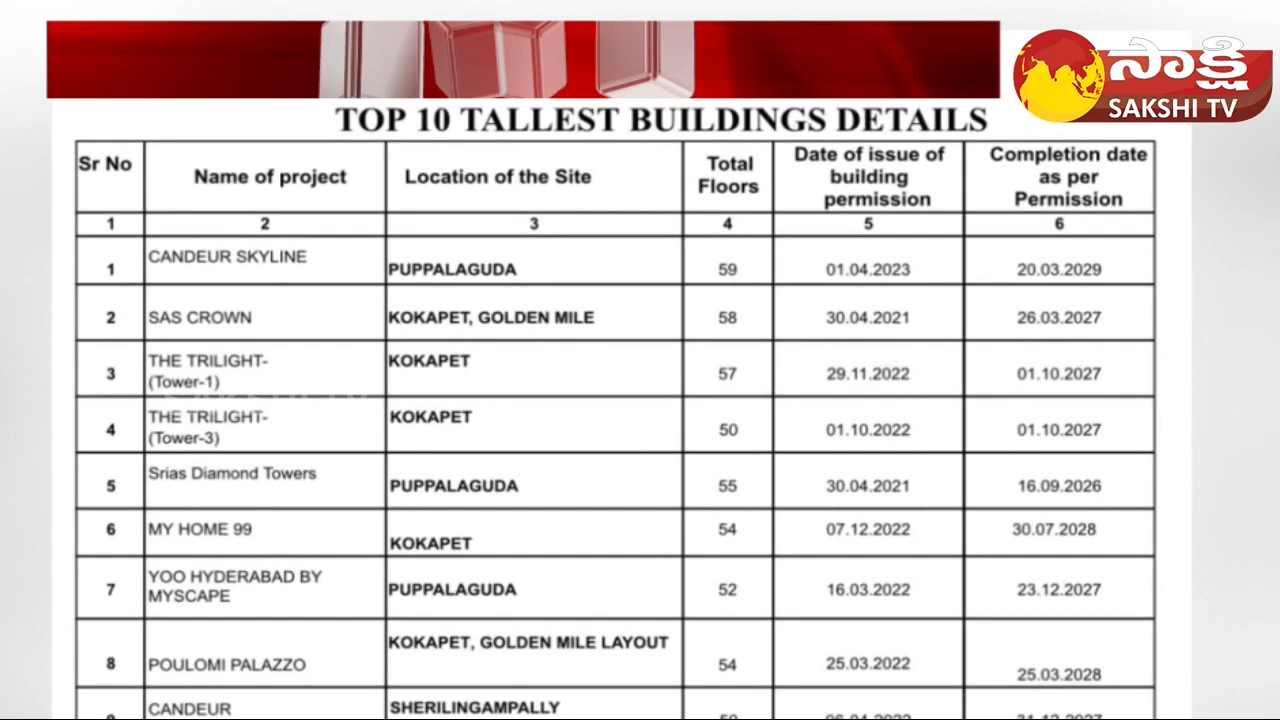 సాక్షి
SAKSHI TV
TOP 10 TALLEST BUILDINGS DETAILS
Sr No Name of project Location of the Site Total Floors Date of issue of building permission Completion date as per Permission
1 2 3 4 5 6
1 CANDEUR SKYLINE PUPPALAGUDA 59 01.04.2023 20.03.2029
2 SAS CROWN KOKAPET, GOLDEN MILE 58 30.04.2021 26.03.2027
3 THE TRILIGHT- (Tower-1) KOKAPET 57 29.11.2022 01.10.2027
4 THE TRILIGHT- (Tower-3) KOKAPET 50 01.10.2022 01.10.2027
5 Srias Diamond Towers PUPPALAGUDA 55 30.04.2021 16.09.2026
6 MY HOME 99 KOKAPET 54 07.12.2022 30.07.2028
7 YOO HYDERABAD BY MYSCAPE PUPPALAGUDA 52 16.03.2022 23.12.2027
8 POULOMI PALAZZO KOKAPET, GOLDEN MILE LAYOUT 54 25.03.2022 25.03.2028
CANDEUR SHERILINGAMPALLY